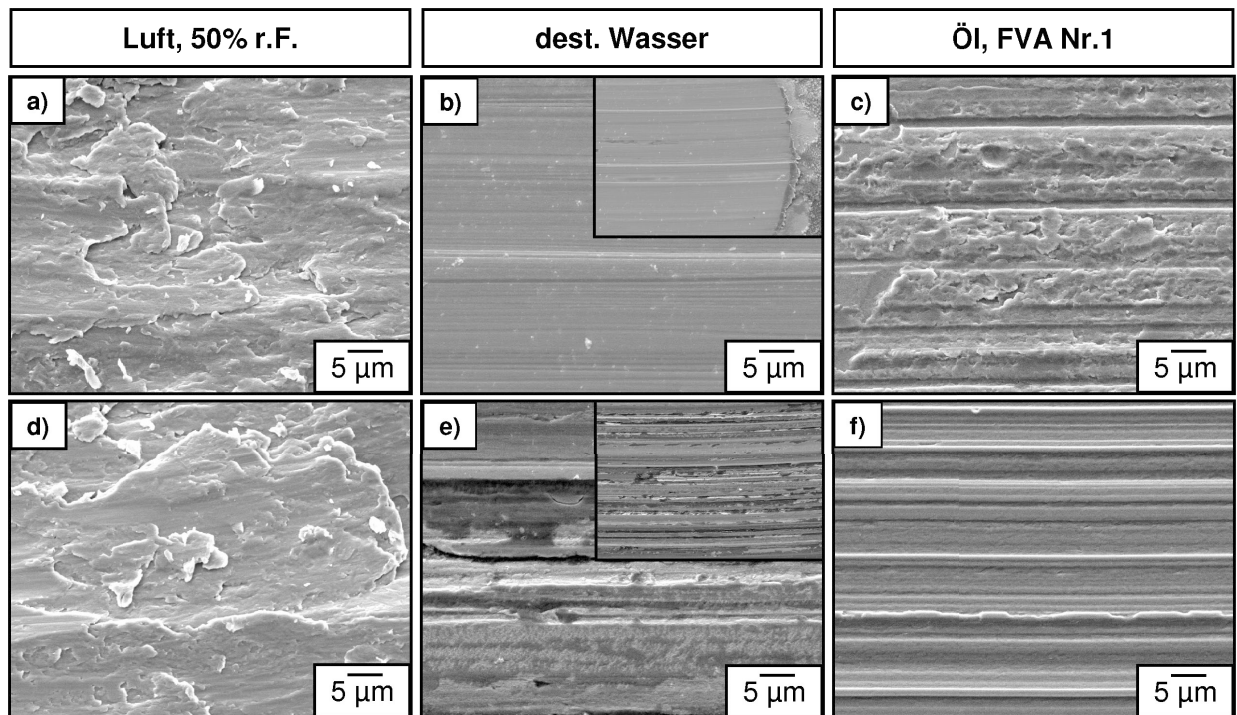 Luft, 50% r.F.
dest. Wasser
Öl, FVA Nr.1
a)
b)
c)
5 µm
5 µm
5 µm
d)
e)
f)
5 µm
5 µm
5 µm